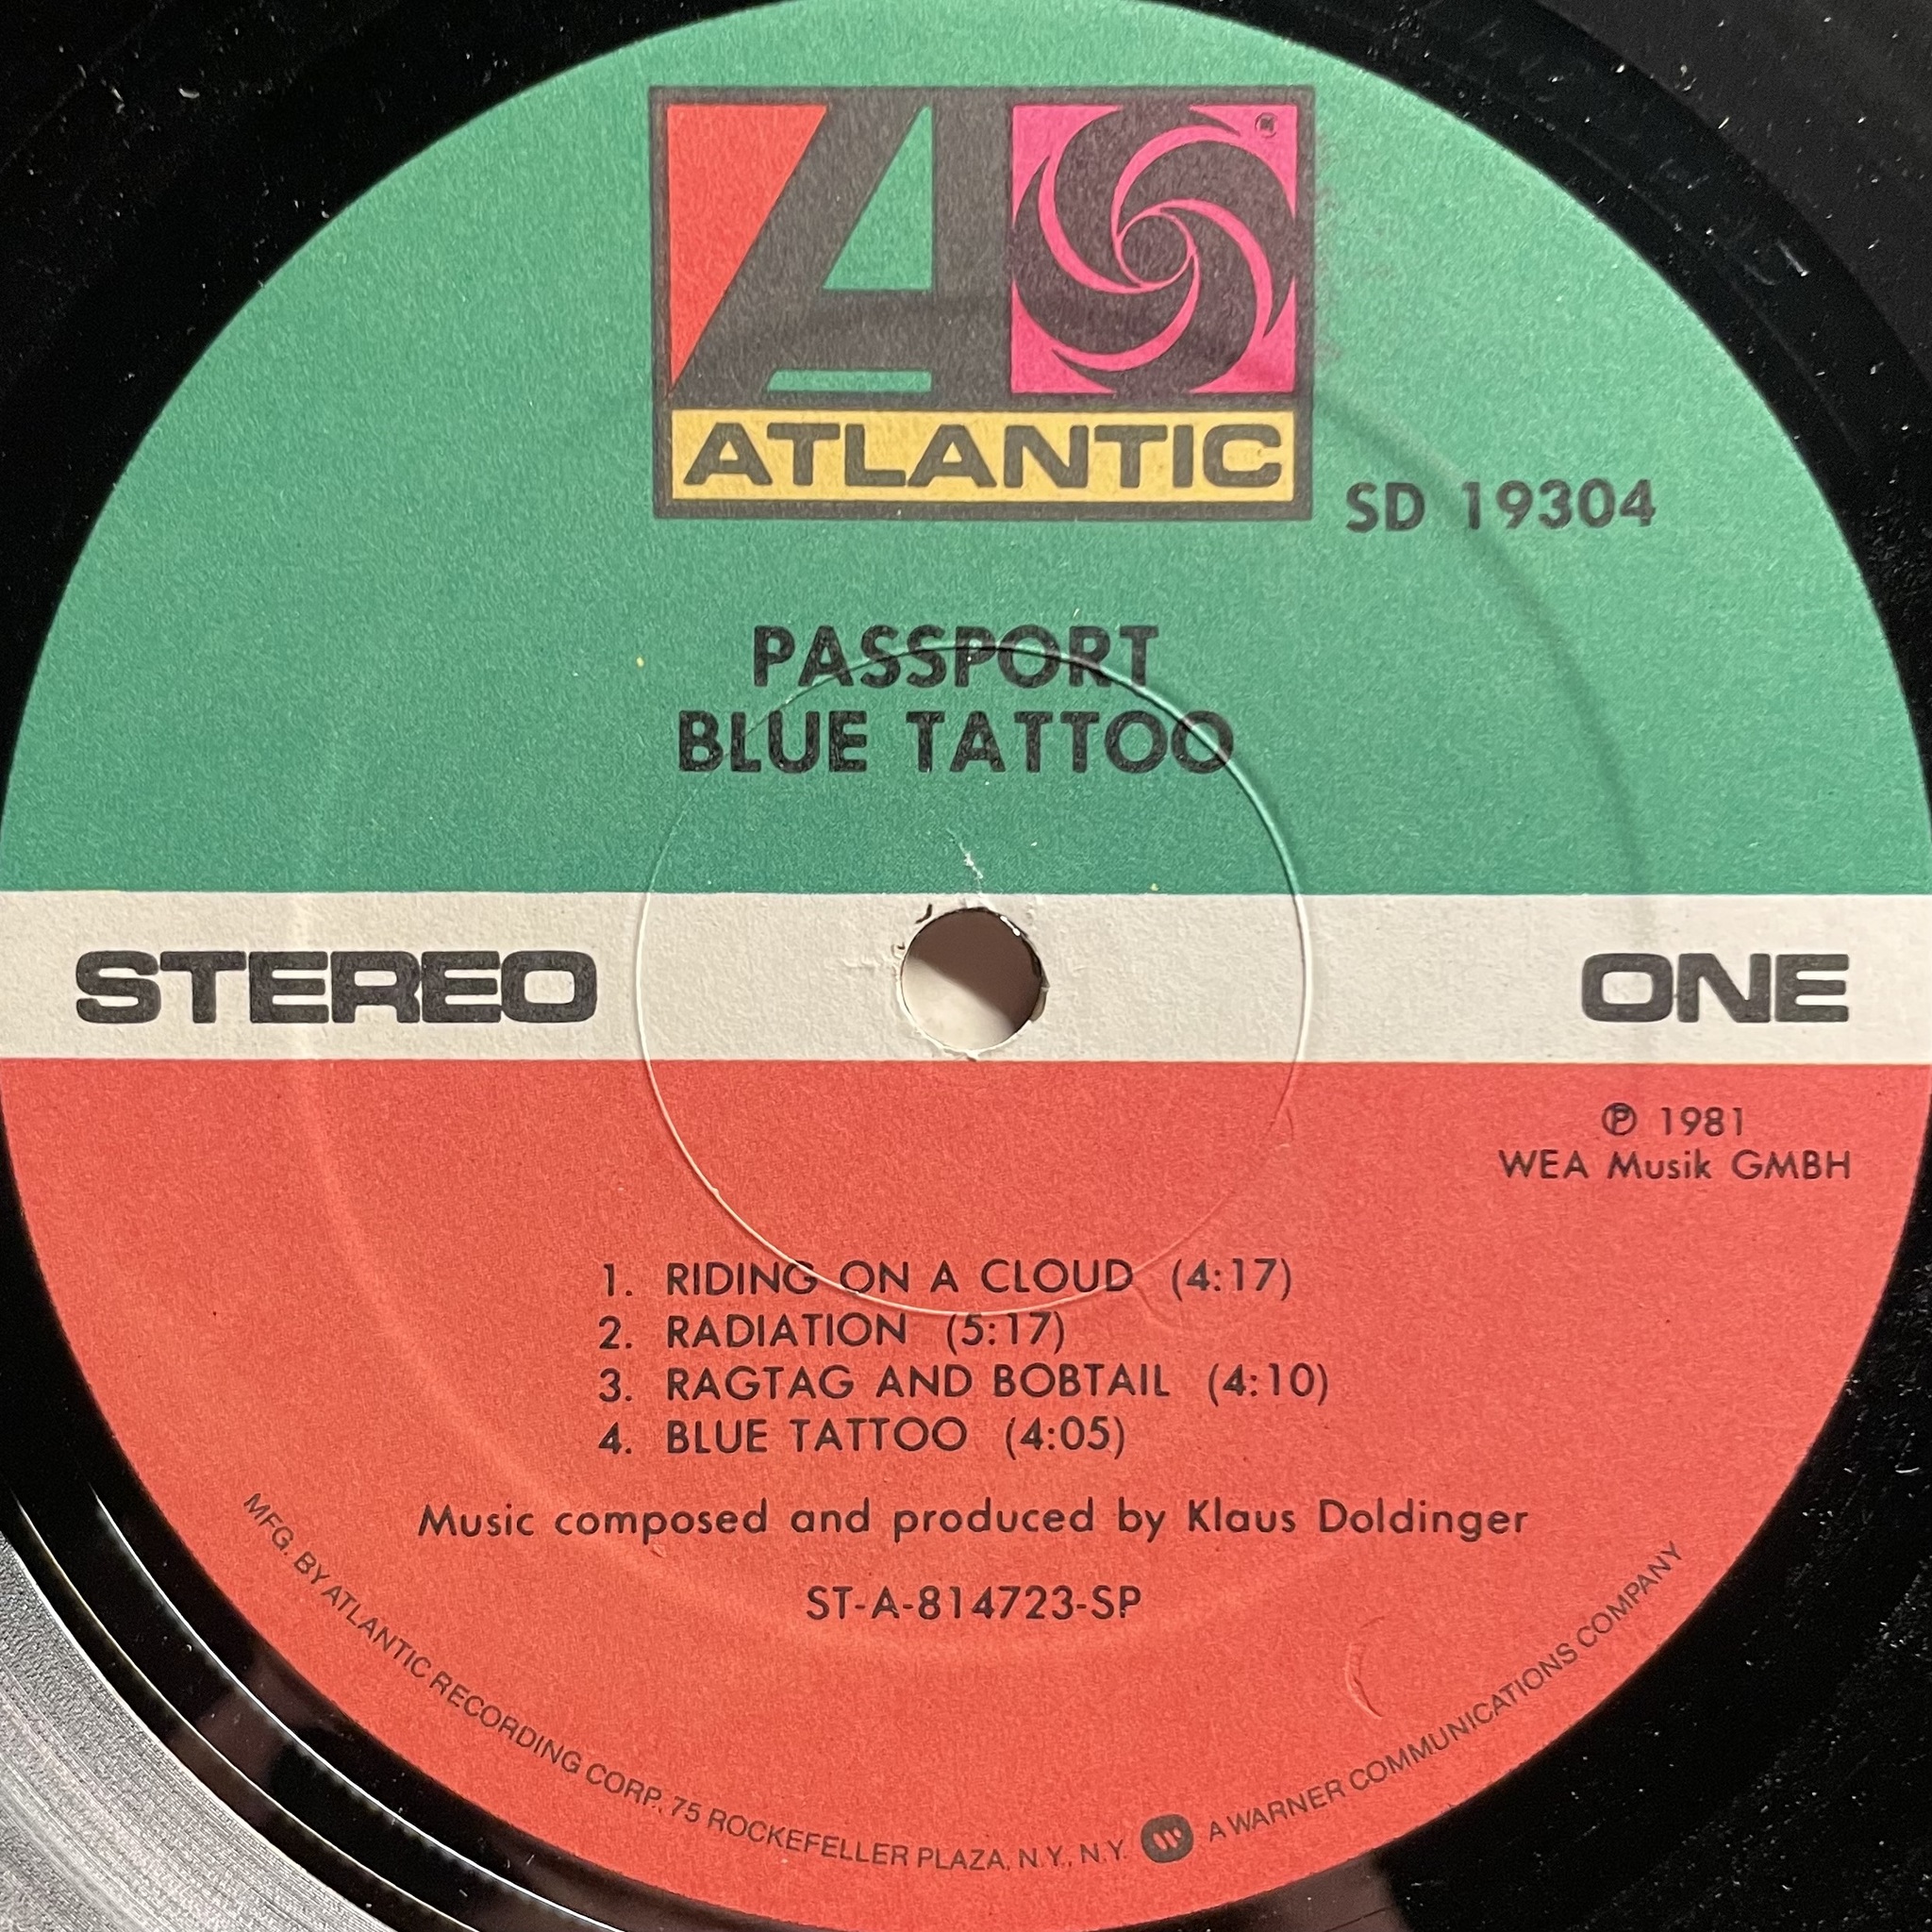 ATLANTIC
SD 19304
PASSPORT
BLUE TATTOO
STEREO
ONE
℗ 1981
WEA Musik GMBH
1. RIDING ON A CLOUD (4:17)
2. RADIATION (5:17)
3. RAGTAG AND BOBTAIL (4:10)
4. BLUE TATTOO (4:05)
Music composed and produced by Klaus Doldinger
ST-A-814723-SP
MFG. BY ATLANTIC RECORDING CORP., 75 ROCKEFELLER PLAZA, N.Y., N.Y. A WARNER COMMUNICATIONS COMPANY